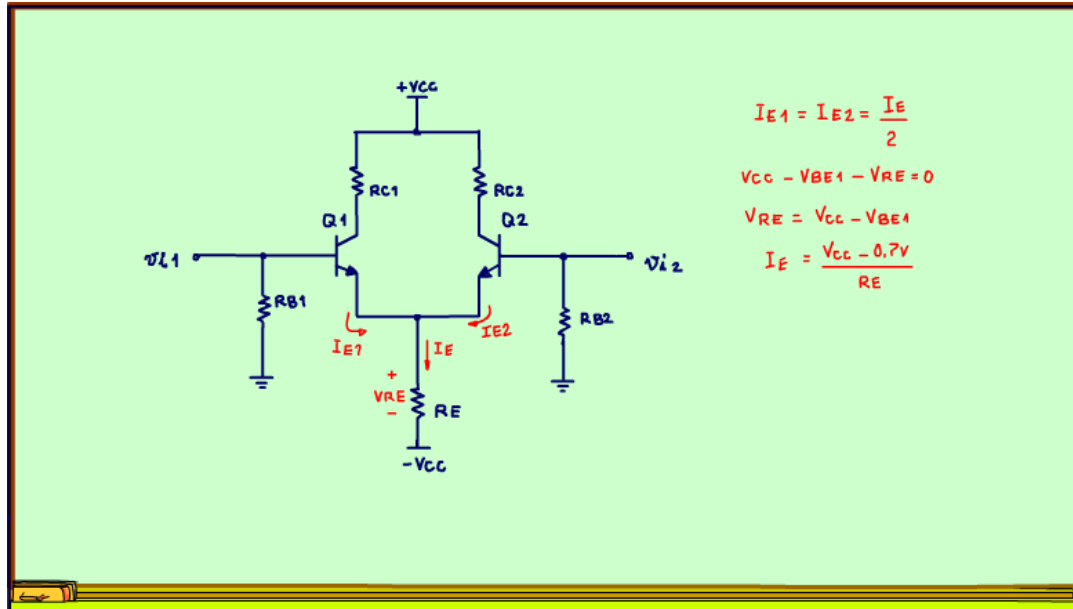 +VCC
RC1
RC2
Q1
Q2
vi1
vi2
RB1
RB2
IE1
IE2
IE
+
VRE
-
RE
-VCC
IE1 = IE2 = IE
2
VCC - VBE1 - VRE = 0
VRE = VCC - VBE1
IE = VCC - 0.7V
RE